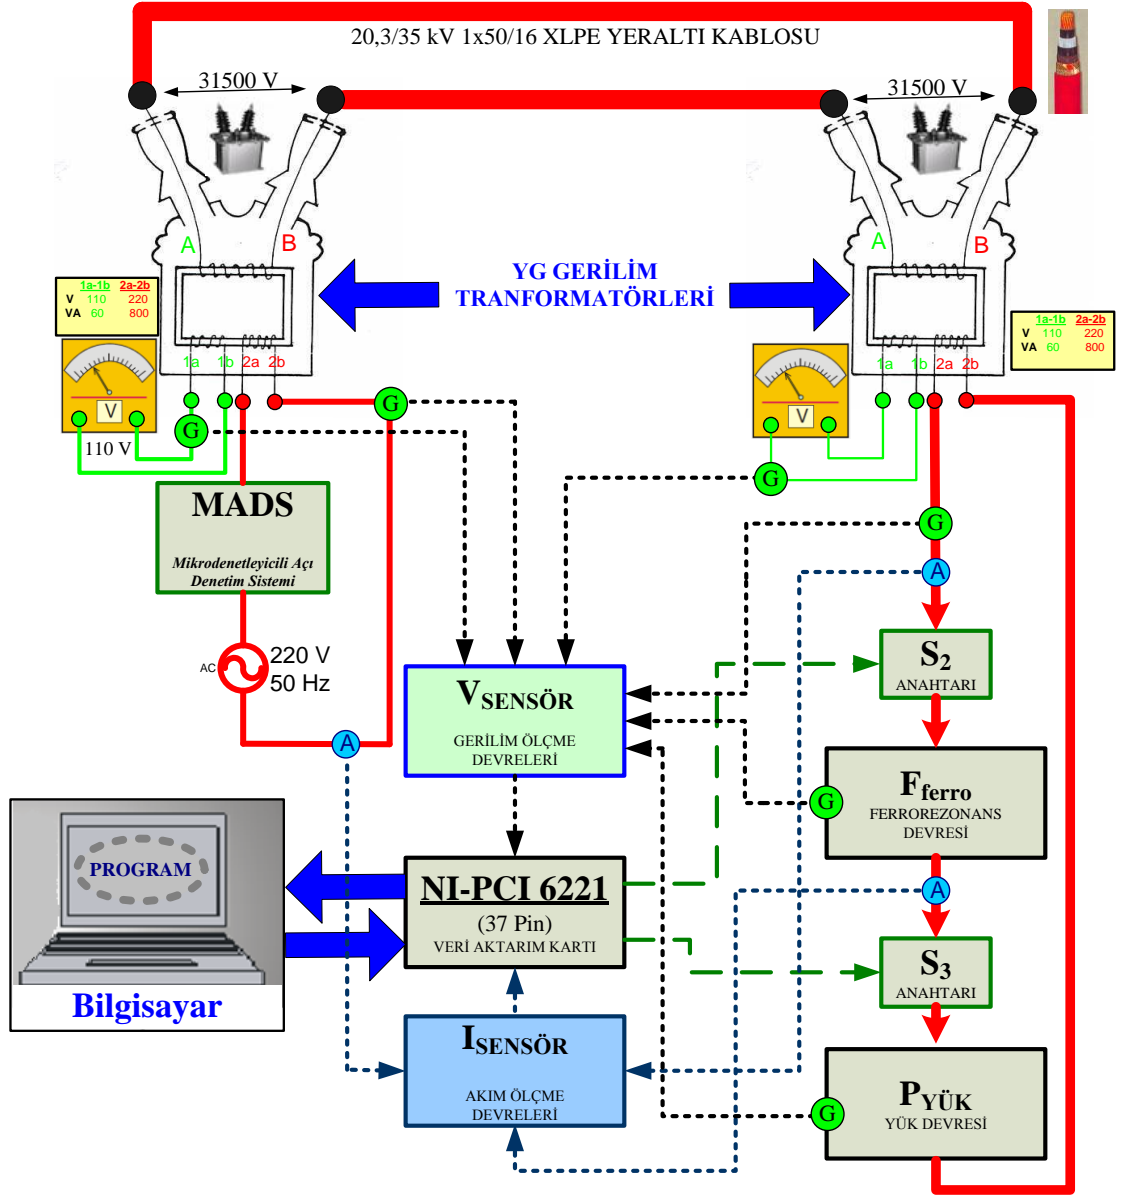 20,3/35 kV 1x50/16 XLPE YERALTI KABLOSU
31500 V
31500 V
A
B
A
B
YG GERİLİM
TRANFORMATÖRLERİ
1a-1b 2a-2b
V 110 220
VA 60 800
1a-1b 2a-2b
V 110 220
VA 60 800
1a 1b 2a 2b
1a 1b 2a 2b
V
V
110 V
G
G
G
G
A
MADS
Mikrodenetleyicili Açı
Denetim Sistemi
AC
220 V
50 Hz
A
VSENSÖR
GERİLİM ÖLÇME
DEVRELERİ
S2
ANAHTARI
Fferro
FERROREZONANS
DEVRESİ
G
A
PROGRAM
Bilgisayar
NI-PCI 6221
(37 Pin)
VERİ AKTARIM KARTI
S3
ANAHTARI
ISENSÖR
AKIM ÖLÇME
DEVRELERİ
G
PYÜK
YÜK DEVRESİ